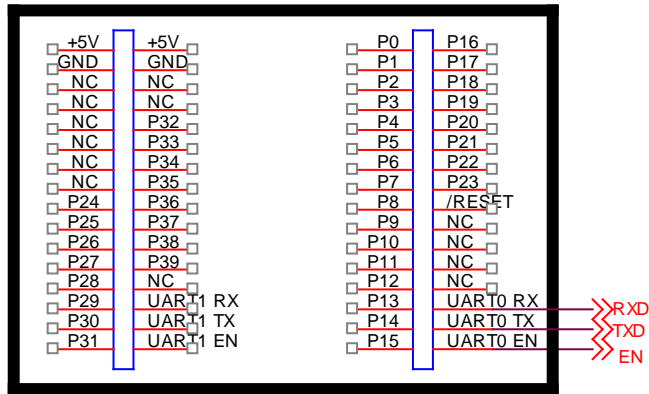 +5V +5V P0 P16
GND GND P1 P17
NC NC P2 P18
NC NC P3 P19
NC P32 P4 P20
NC P33 P5 P21
NC P34 P6 P22
NC P35 P7 P23
P24 P36 P8 /RESET
P25 P37 P9 NC
P26 P38 P10 NC
P27 P39 P11 NC
P28 NC P12 NC
P29 UART1 RX P13 UART0 RX RXD
P30 UART1 TX P14 UART0 TX TXD
P31 UART1 EN P15 UART0 EN EN